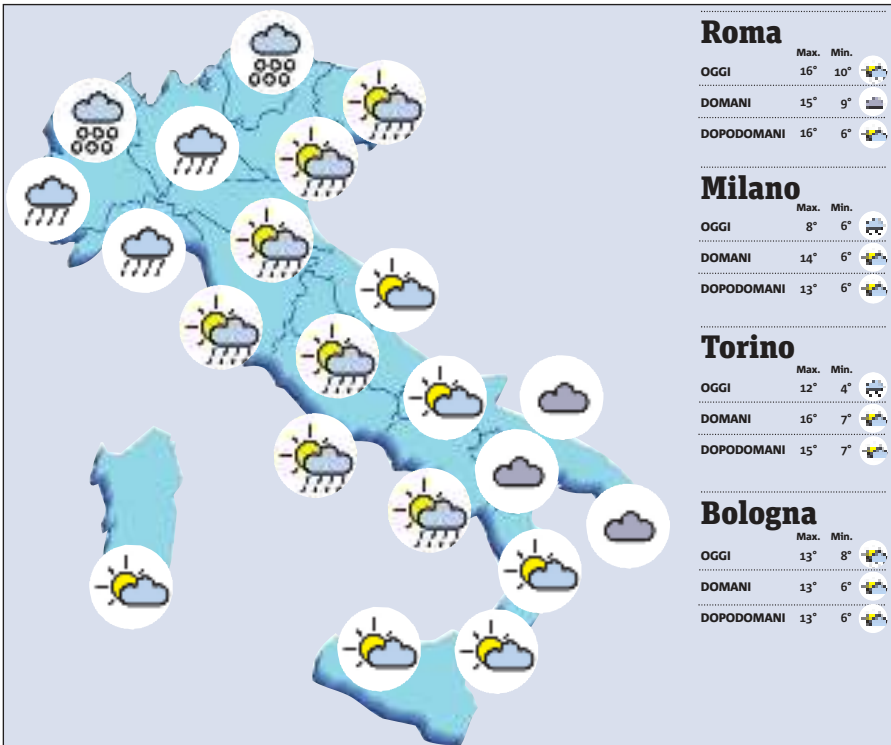 Roma
Max. Min.
OGGI 16° 10°
DOMANI 15° 9°
DOPODOMANI 16° 6°
Milano
Max. Min.
OGGI 8° 6°
DOMANI 14° 6°
DOPODOMANI 13° 6°
Torino
Max. Min.
OGGI 12° 4°
DOMANI 16° 7°
DOPODOMANI 15° 7°
Bologna
Max. Min.
OGGI 13° 8°
DOMANI 13° 6°
DOPODOMANI 13° 6°